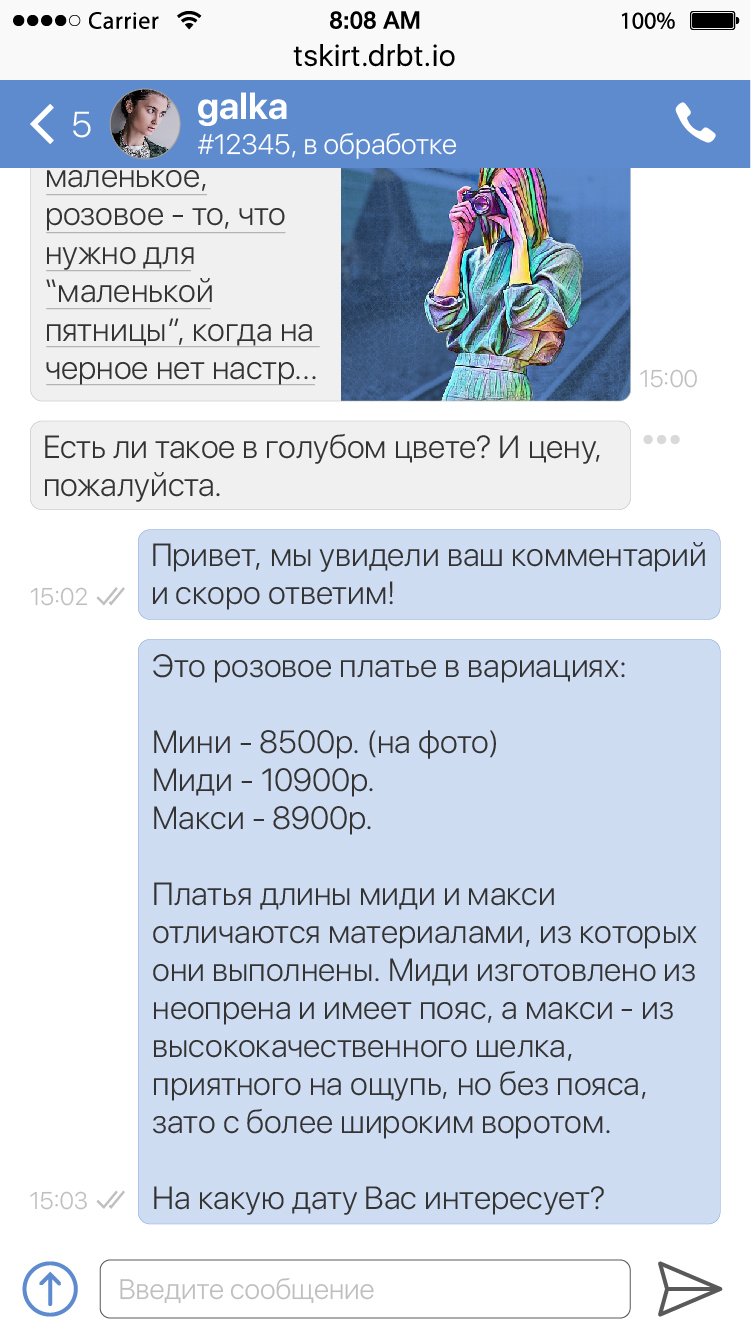 Carrier 8:08 AM 100%
tskirt.drbt.io
5 galka
#12345, в обработке
маленькое,
розовое - то, что
нужно для
“маленькой
пятницы”, когда на
черное нет настр...
15:00
Есть ли такое в голубом цвете? И цену,
пожалуйста.
Привет, мы увидели ваш комментарий
и скоро ответим!
15:02
Это розовое платье в вариациях:
Мини - 8500р. (на фото)
Миди - 10900р.
Макси - 8900р.
Платья длины миди и макси
отличаются материалами, из которых
они выполнены. Миди изготовлено из
неопрена и имеет пояс, а макси - из
высококачественного шелка,
приятного на ощупь, но без пояса,
зато с более широким воротом.
На какую дату Вас интересует?
15:03
Введите сообщение